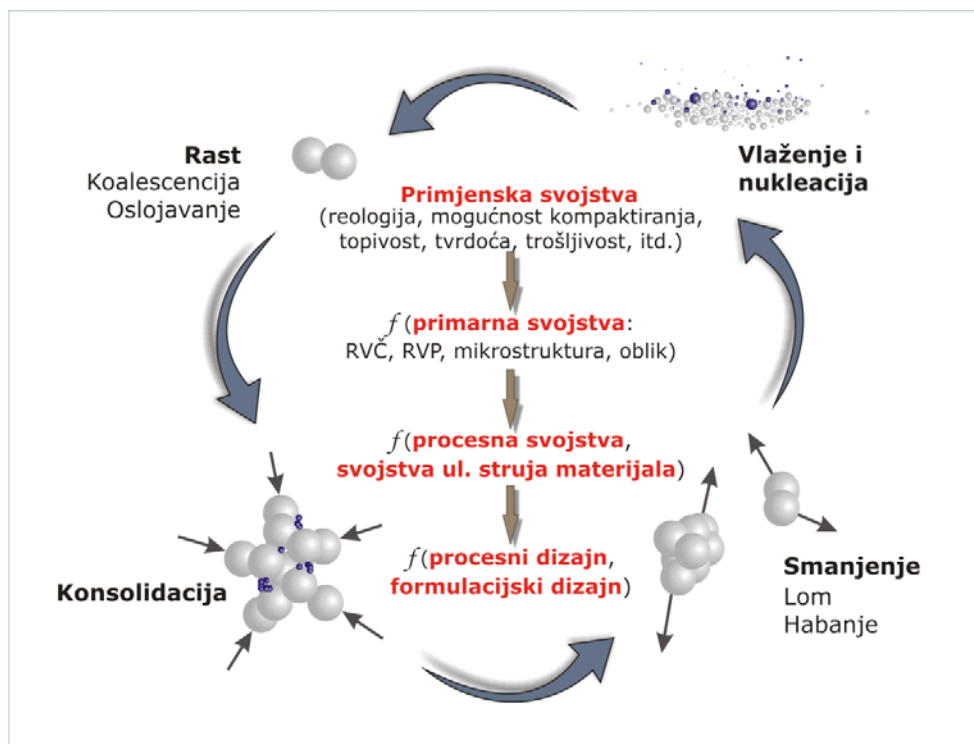 Vlaženje i
nukleacija
Rast
Koalescencija
Oslojavanje
Primjenska svojstva
(reologija, mogućnost kompaktiranja,
topivost, tvrdoća, trošljivost, itd.)
f(primarna svojstva:
RVČ, RVP, mikrostruktura, oblik)
f(procesna svojstva,
svojstva ul. struja materijala)
f(procesni dizajn,
formulacijski dizajn)
Konsolidacija
Smanjenje
Lom
Habanje